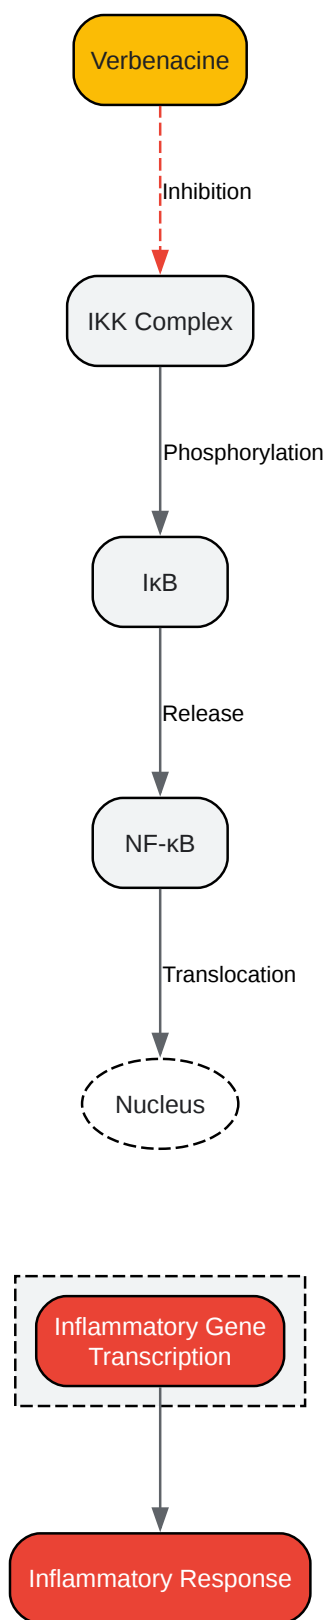 Verbenacine
Inhibition
IKK Complex
Phosphorylation
IκB
Release
NF-κB
Translocation
Nucleus
Inflammatory Gene
Transcription
Inflammatory Response